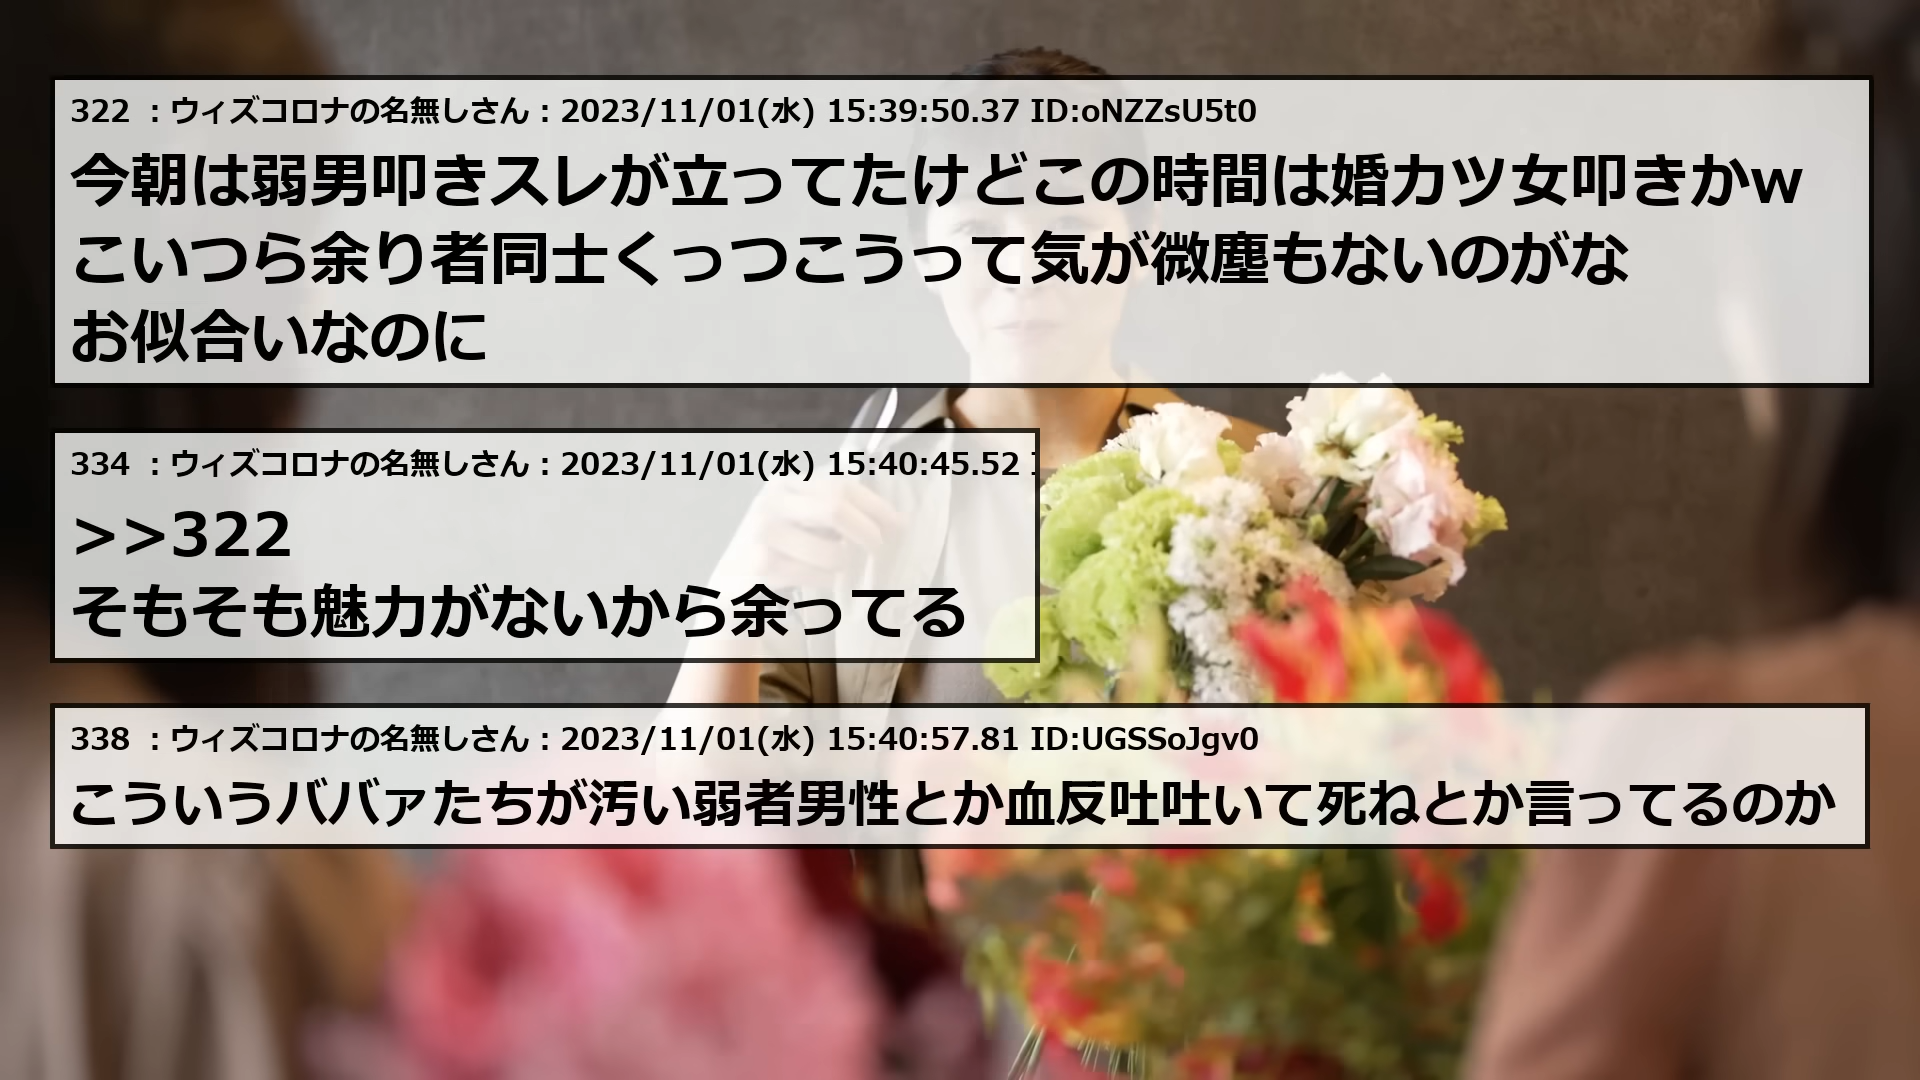 322 ：ウィズコロナの名無しさん：2023/11/01(水) 15:39:50.37 ID:oNZZsU5t0
今朝は弱男叩きスレが立ってたけどこの時間は婚カツ女叩きかw
こいつら余り者同士くっつこうって気が微塵もないのがな
お似合いなのに
334 ：ウィズコロナの名無しさん：2023/11/01(水) 15:40:45.52
>>322
そもそも魅力がないから余ってる
338 ：ウィズコロナの名無しさん：2023/11/01(水) 15:40:57.81 ID:UGSSoJgv0
こういうババァたちが汚い弱者男性とか血反吐吐いて死ねとか言ってるのか